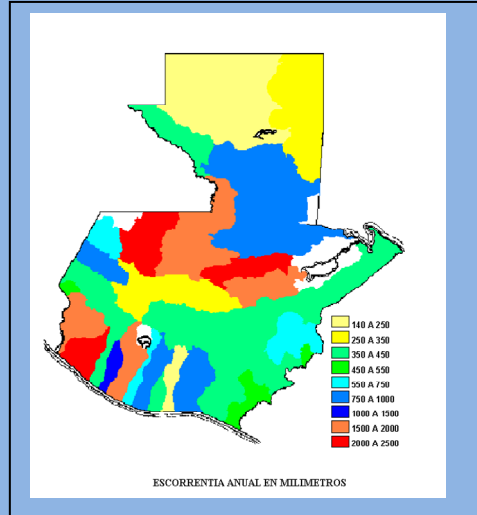 140 A 250
250 A 350
350 A 450
450 A 550
550 A 750
750 A 1000
1000 A 1500
1500 A 2000
2000 A 2500
ESCORRENTIA ANUAL EN MILIMETROS